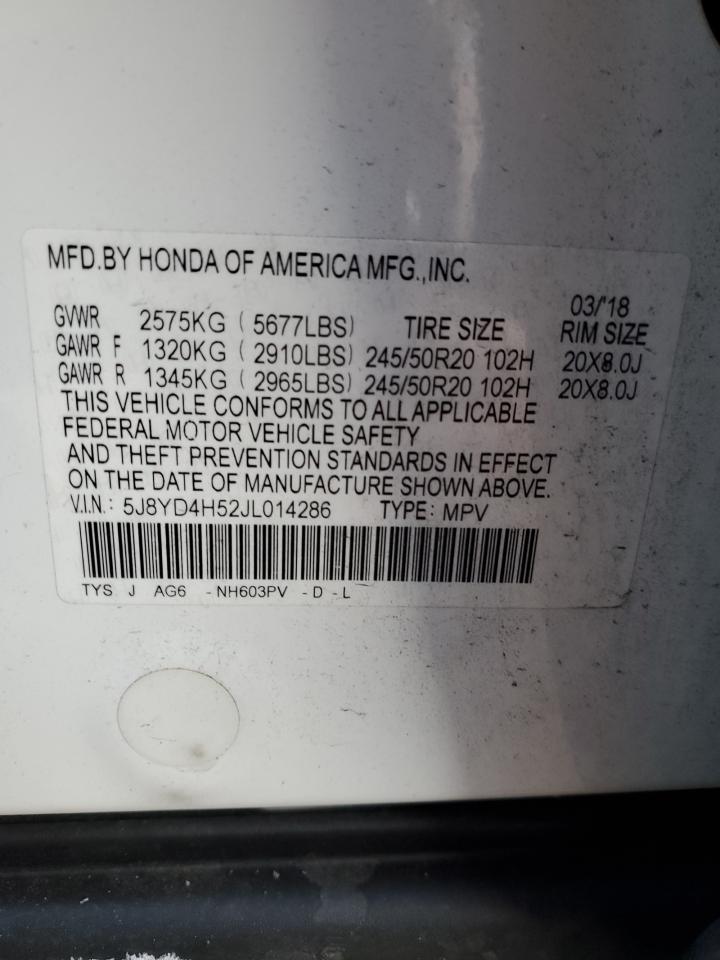 MFD.BY HONDA OF AMERICA MFG.,INC.
03/'18
GVWR 2575KG ( 5677LBS) TIRE SIZE RIM SIZE
GAWR F 1320KG ( 2910LBS) 245/50R20 102H 20X8.0J
GAWR R 1345KG ( 2965LBS) 245/50R20 102H 20X8.0J
THIS VEHICLE CONFORMS TO ALL APPLICABLE
FEDERAL MOTOR VEHICLE SAFETY
AND THEFT PREVENTION STANDARDS IN EFFECT
ON THE DATE OF MANUFACTURE SHOWN ABOVE.
V.I.N.: 5J8YD4H52JL014286 TYPE: MPV
TYS J AG6 -NH603PV -D -L